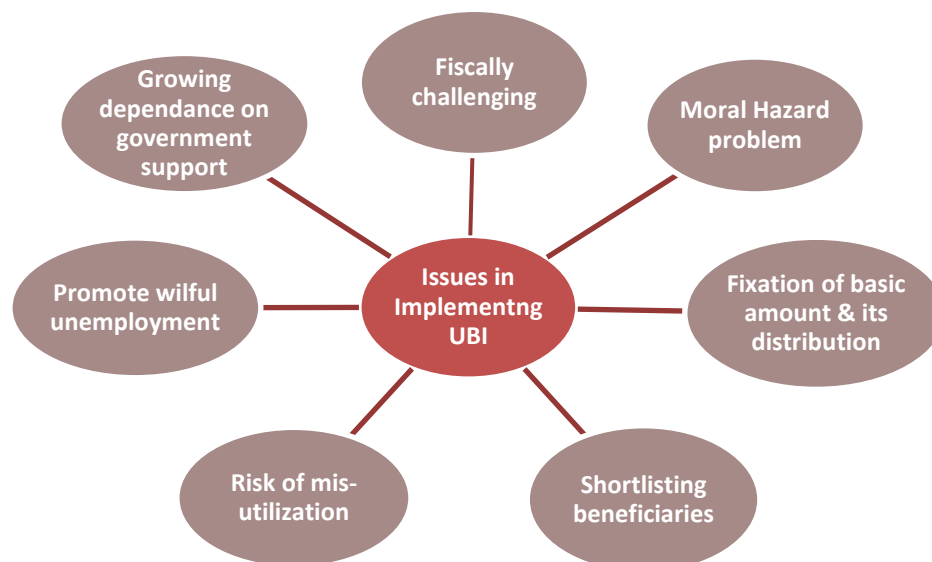 Fiscally
challenging
Growing
dependance on
government
support
Moral Hazard
problem
Promote wilful
unemployment
Issues in
Implementng
UBI
Fixation of basic
amount & its
distribution
Risk of mis-
utilization
Shortlisting
beneficiaries